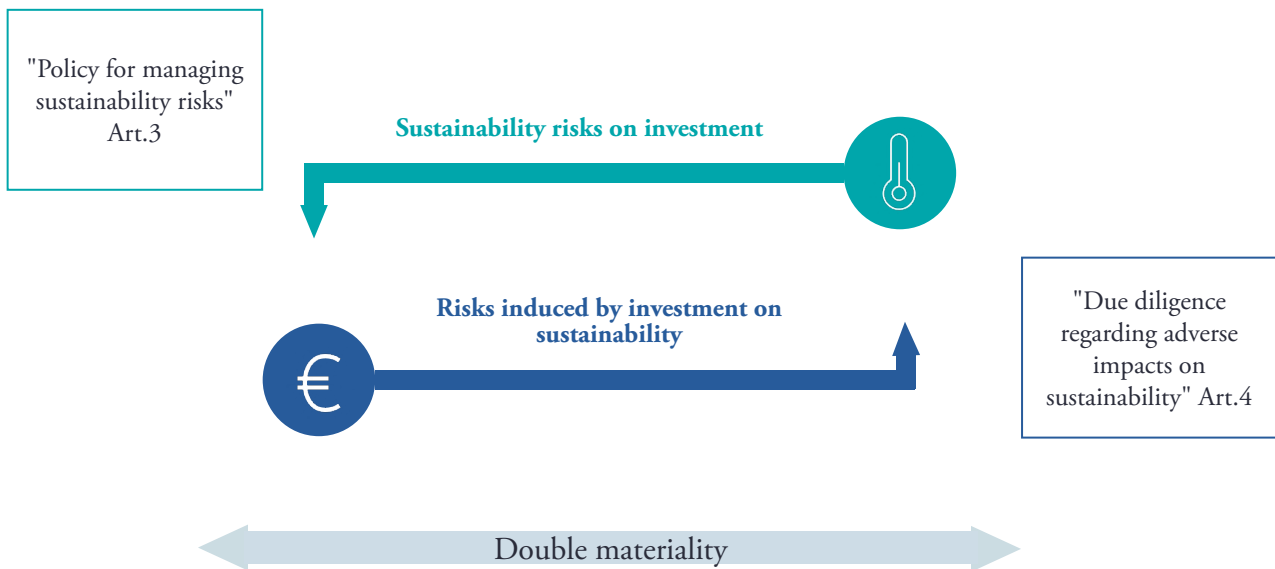 "Policy for managing
sustainability risks"
Art.3
Sustainability risks on investment
€
Risks induced by investment on
sustainability
"Due diligence
regarding adverse
impacts on
sustainability" Art.4
Double materiality